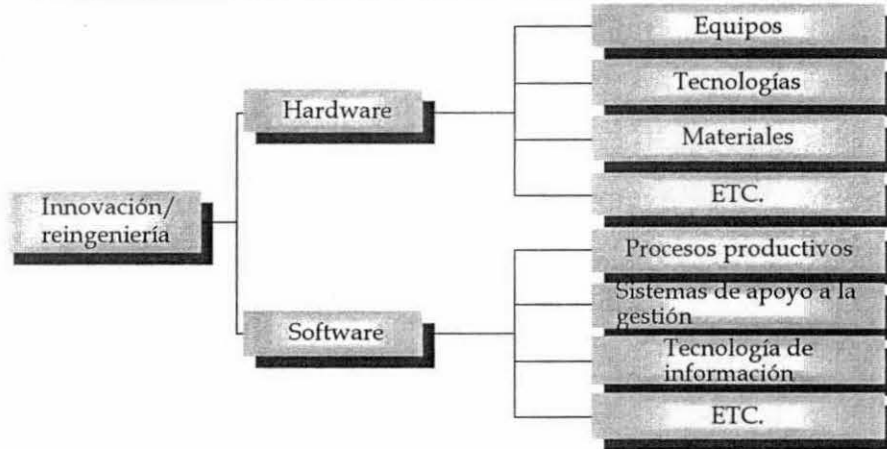 Innovación/
reingeniería
Hardware
Equipos
Tecnologías
Materiales
ETC.
Software
Procesos productivos
Sistemas de apoyo a la
gestión
Tecnología de
información
ETC.